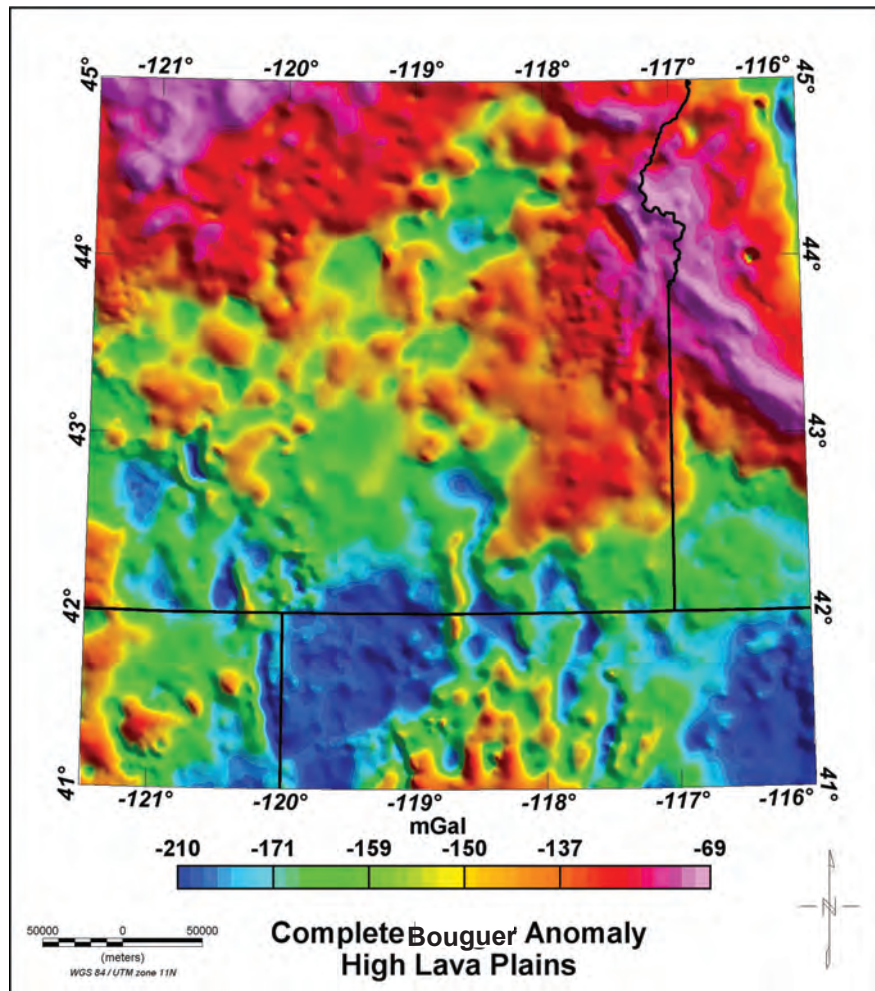 -121° -120° -119° -118° -117° -116°
45° 45°
44° 44°
43° 43°
42° 42°
41° 41°
-121° -120° -119° -118° -117° -116°
mGal
-210 -171 -159 -150 -137 -69
50000 0 50000
(meters)
WGS 84 / UTM zone 11N
Complete Bouguer Anomaly
High Lava Plains
N